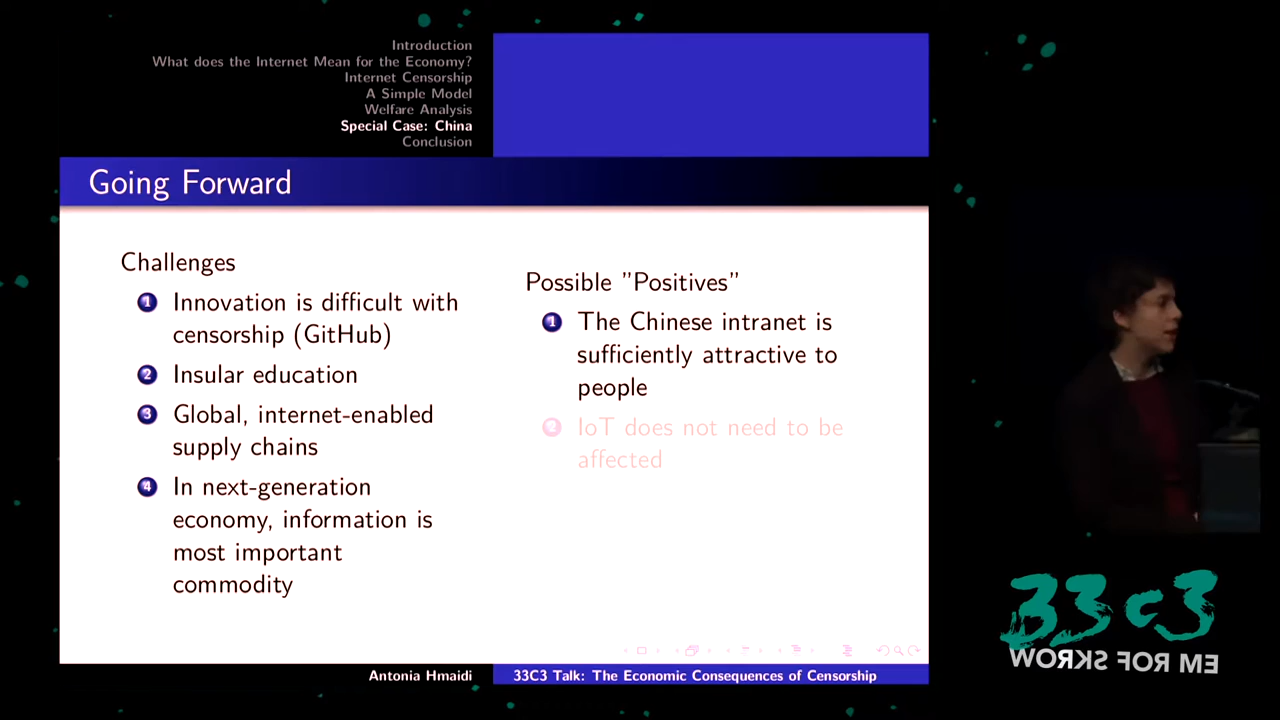 Introduction
What does the Internet Mean for the Economy?
Internet Censorship
A Simple Model
Welfare Analysis
Special Case: China
Conclusion
Going Forward
Challenges
1 Innovation is difficult with
censorship (GitHub)
2 Insular education
3 Global, internet-enabled
supply chains
4 In next-generation
economy, information is
most important
commodity
Possible "Positives"
1 The Chinese intranet is
sufficiently attractive to
people
2 IoT does not need to be
affected
Antonia Hmaidi
33C3 Talk: The Economic Consequences of Censorship
33c3
WORKS FOR ME